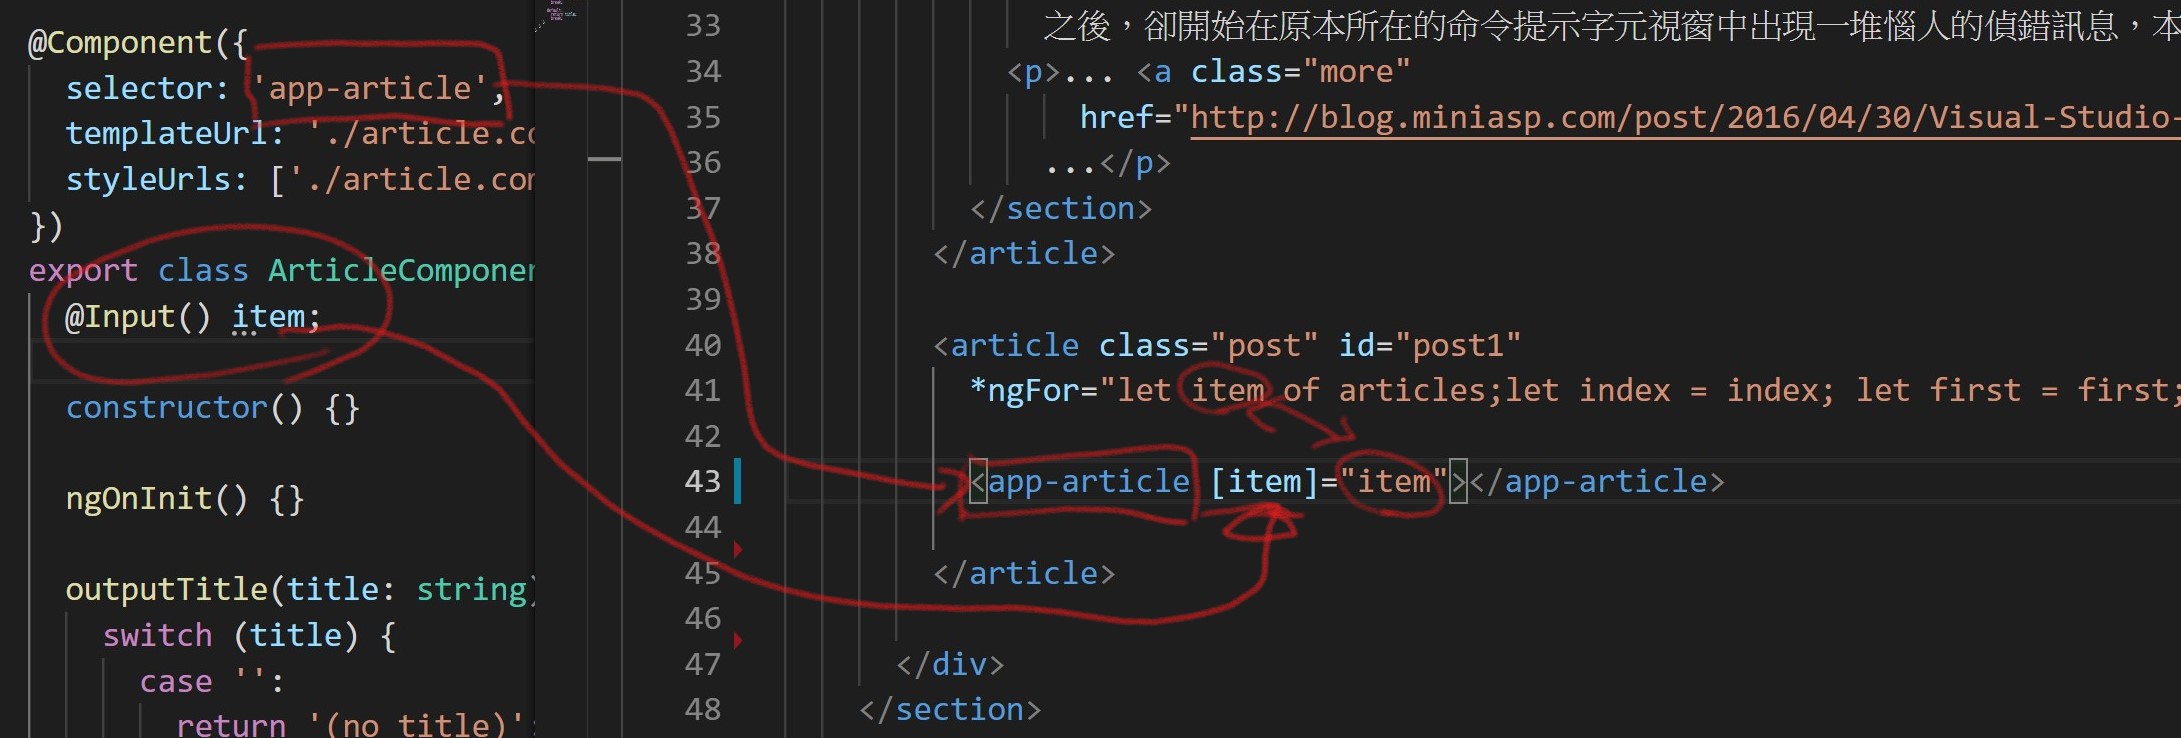 @Component({
selector: 'app-article',
templateUrl: './article.co
styleUrls: ['./article.com
})
export class ArticleComponen
@Input() item;
constructor() {}
ngOnInit() {}
outputTitle(title: string)
switch (title) {
case '':
return '(no title)';
33 之後，卻開始在原本所在的命令提示字元視窗中出現一堆惱人的偵錯訊息，本
34 <p>... <a class="more"
35 href="http://blog.miniasp.com/post/2016/04/30/Visual-Studio-
36 ...</p>
37 </section>
38 </article>
39
40 <article class="post" id="post1"
41 *ngFor="let item of articles;let index = index; let first = first;
42
43 <app-article [item]="item"></app-article>
44
45 </article>
46
47 </div>
48 </section>